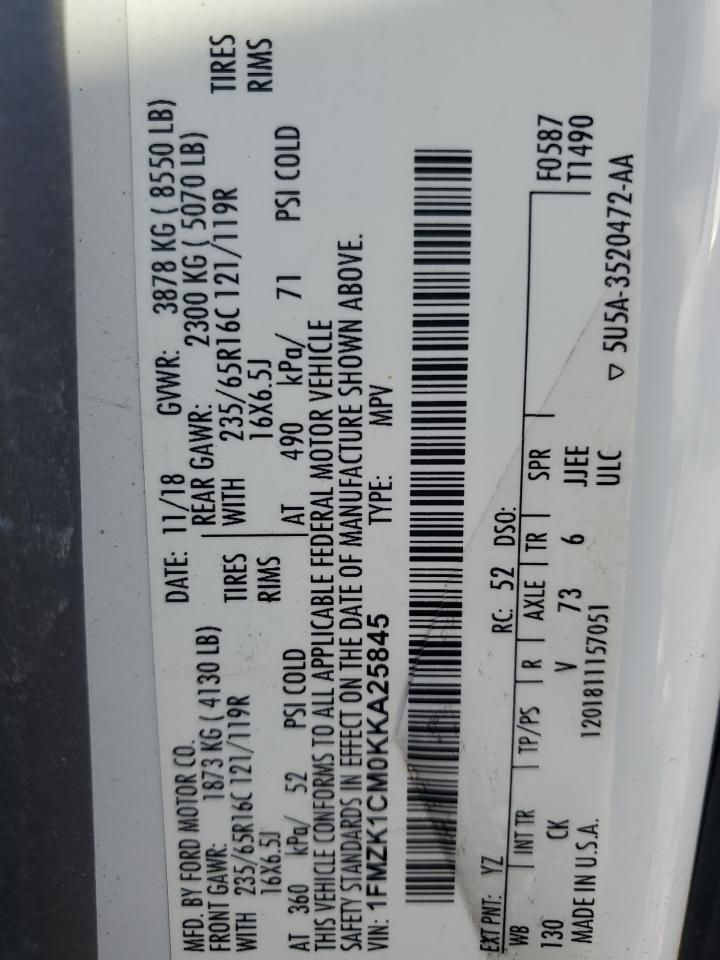 MFD. BY FORD MOTOR CO. DATE: 11/18 GVWR: 3878 KG ( 8550 LB)
FRONT GAWR: 1873 KG ( 4130 LB) REAR GAWR: 2300 KG ( 5070 LB)
WITH 235/65R16C 121/119R TIRES WITH 235/65R16C 121/119R TIRES
16X6.5J RIMS 16X6.5J RIMS
AT 360 kPa/ 52 PSI COLD AT 490 kPa/ 71 PSI COLD
THIS VEHICLE CONFORMS TO ALL APPLICABLE FEDERAL MOTOR VEHICLE
SAFETY STANDARDS IN EFFECT ON THE DATE OF MANUFACTURE SHOWN ABOVE.
VIN: 1FMZK1CM0KKA25845 TYPE: MPV
EXT PNT: YZ RC: 52 DSO:
WB INT TR TP/PS R AXLE TR SPR F0587
130 CK V 73 6 JJEE T1490
MADE IN U.S.A. 1201811157051 ULC ▽ 5U5A-3520472-AA